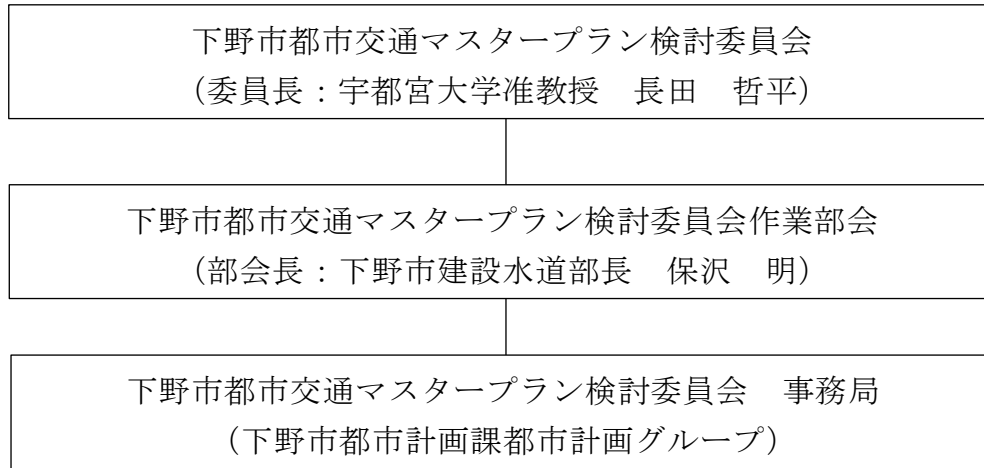 下野市都市交通マスタープラン検討委員会
（委員長：宇都宮大学准教授　長田　哲平）
下野市都市交通マスタープラン検討委員会作業部会
（部会長：下野市建設水道部長　保沢　明）
下野市都市交通マスタープラン検討委員会　事務局
（下野市都市計画課都市計画グループ）